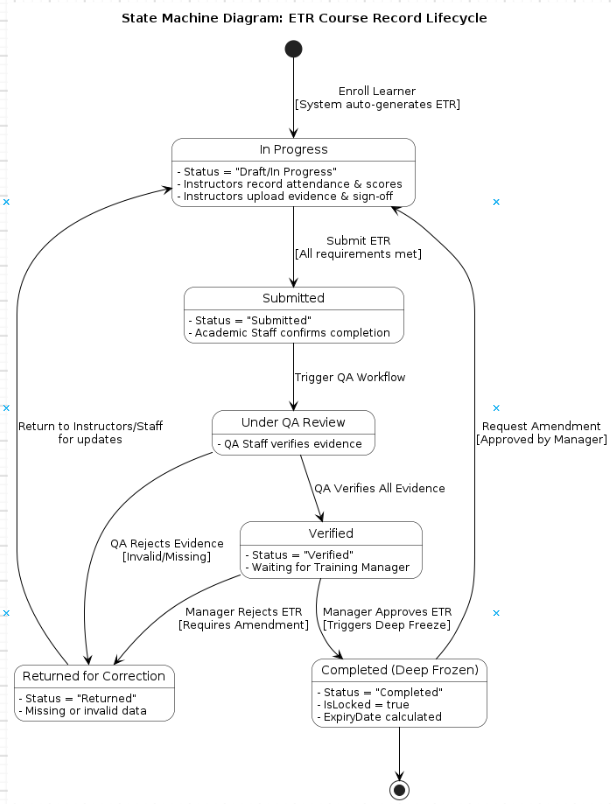 State Machine Diagram: ETR Course Record Lifecycle
Enroll Learner
[System auto-generates ETR]
In Progress
- Status = "Draft/In Progress"
- Instructors record attendance & scores
- Instructors upload evidence & sign-off
Submit ETR
[All requirements met]
Submitted
- Status = "Submitted"
- Academic Staff confirms completion
Trigger QA Workflow
Return to Instructors/Staff
for updates
Request Amendment
[Approved by Manager]
Under QA Review
- QA Staff verifies evidence
QA Verifies All Evidence
QA Rejects Evidence
[Invalid/Missing]
Verified
- Status = "Verified"
- Waiting for Training Manager
Manager Rejects ETR
[Requires Amendment]
Manager Approves ETR
[Triggers Deep Freeze]
Returned for Correction
- Status = "Returned"
- Missing or invalid data
Completed (Deep Frozen)
- Status = "Completed"
- IsLocked = true
- ExpiryDate calculated